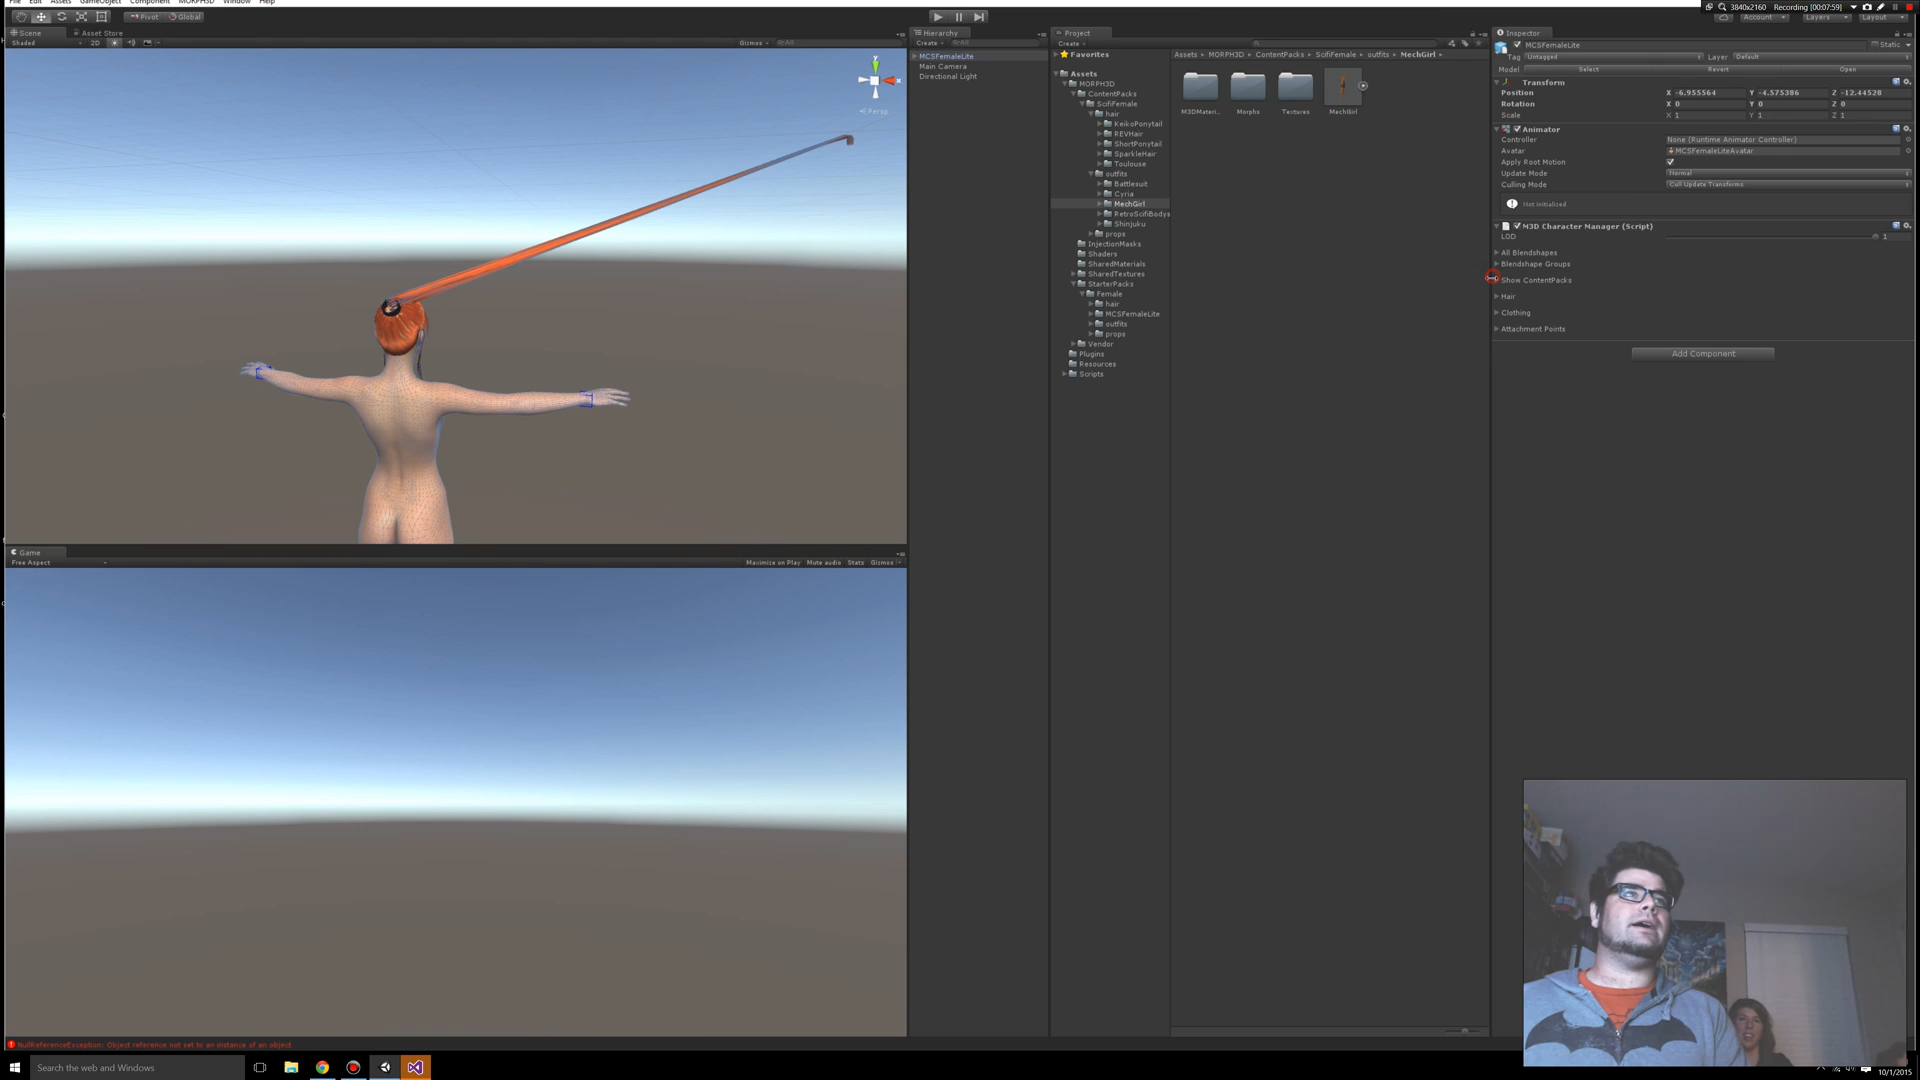 File Edit Assets GameObject Component MORPH3D Window Help
3840x2160 Recording [00:07:59]
Pivot Global
Account Layers Layout
Scene Asset Store
Shaded 2D Gizmos All
Persp
Hierarchy
Create All
MCSFemaleLite
Main Camera
Directional Light
Project
Create
Favorites
Assets
MORPH3D
ContentPacks
ScifiFemale
hair
KeikoPonytail
REVHair
ShortPonytail
SparkleHair
Toulouse
outfits
Battlesuit
Cyria
MechGirl
RetroScifiBodys
Shinjuku
props
InjectionMasks
Shaders
SharedMaterials
SharedTextures
StarterPacks
Female
hair
MCSFemaleLite
outfits
props
Vendor
Plugins
Resources
Scripts
Assets MORPH3D ContentPacks ScifiFemale outfits MechGirl
M3DMateri... Morphs Textures MechGirl
Inspector
MCSFemaleLite Static
Tag Untagged Layer Default
Model Select Revert Open
Transform
Position X -6.955564 Y -4.575386 Z -12.44528
Rotation X 0 Y 0 Z 0
Scale X 1 Y 1 Z 1
Animator
Controller None (Runtime Animator Controller)
Avatar MCSFemaleLiteAvatar
Apply Root Motion
Update Mode Normal
Culling Mode Cull Update Transforms
Not initialized
M3D Character Manager (Script)
LOD 1
All Blendshapes
Blendshape Groups
Show ContentPacks
Hair
Clothing
Attachment Points
Add Component
Game
Free Aspect Maximize on Play Mute audio Stats Gizmos
NullReferenceException: Object reference not set to an instance of an object
Search the web and Windows
10/1/2015